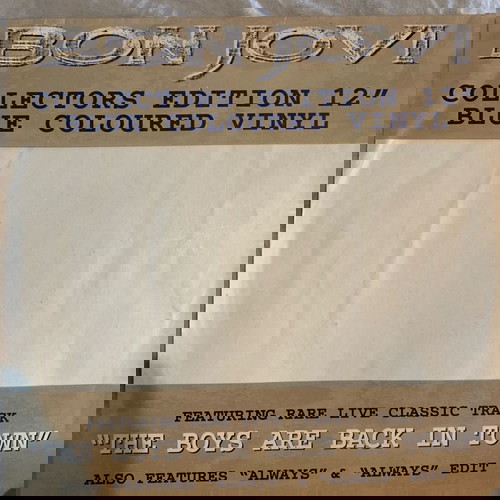 BON JOVI
COLLECTORS EDITION 12"
BLUE COLOURED VINYL
FEATURING RARE LIVE CLASSIC TRACK
"THE BOYS ARE BACK IN TOWN"
ALSO FEATURES "ALWAYS" & "ALWAYS" EDIT